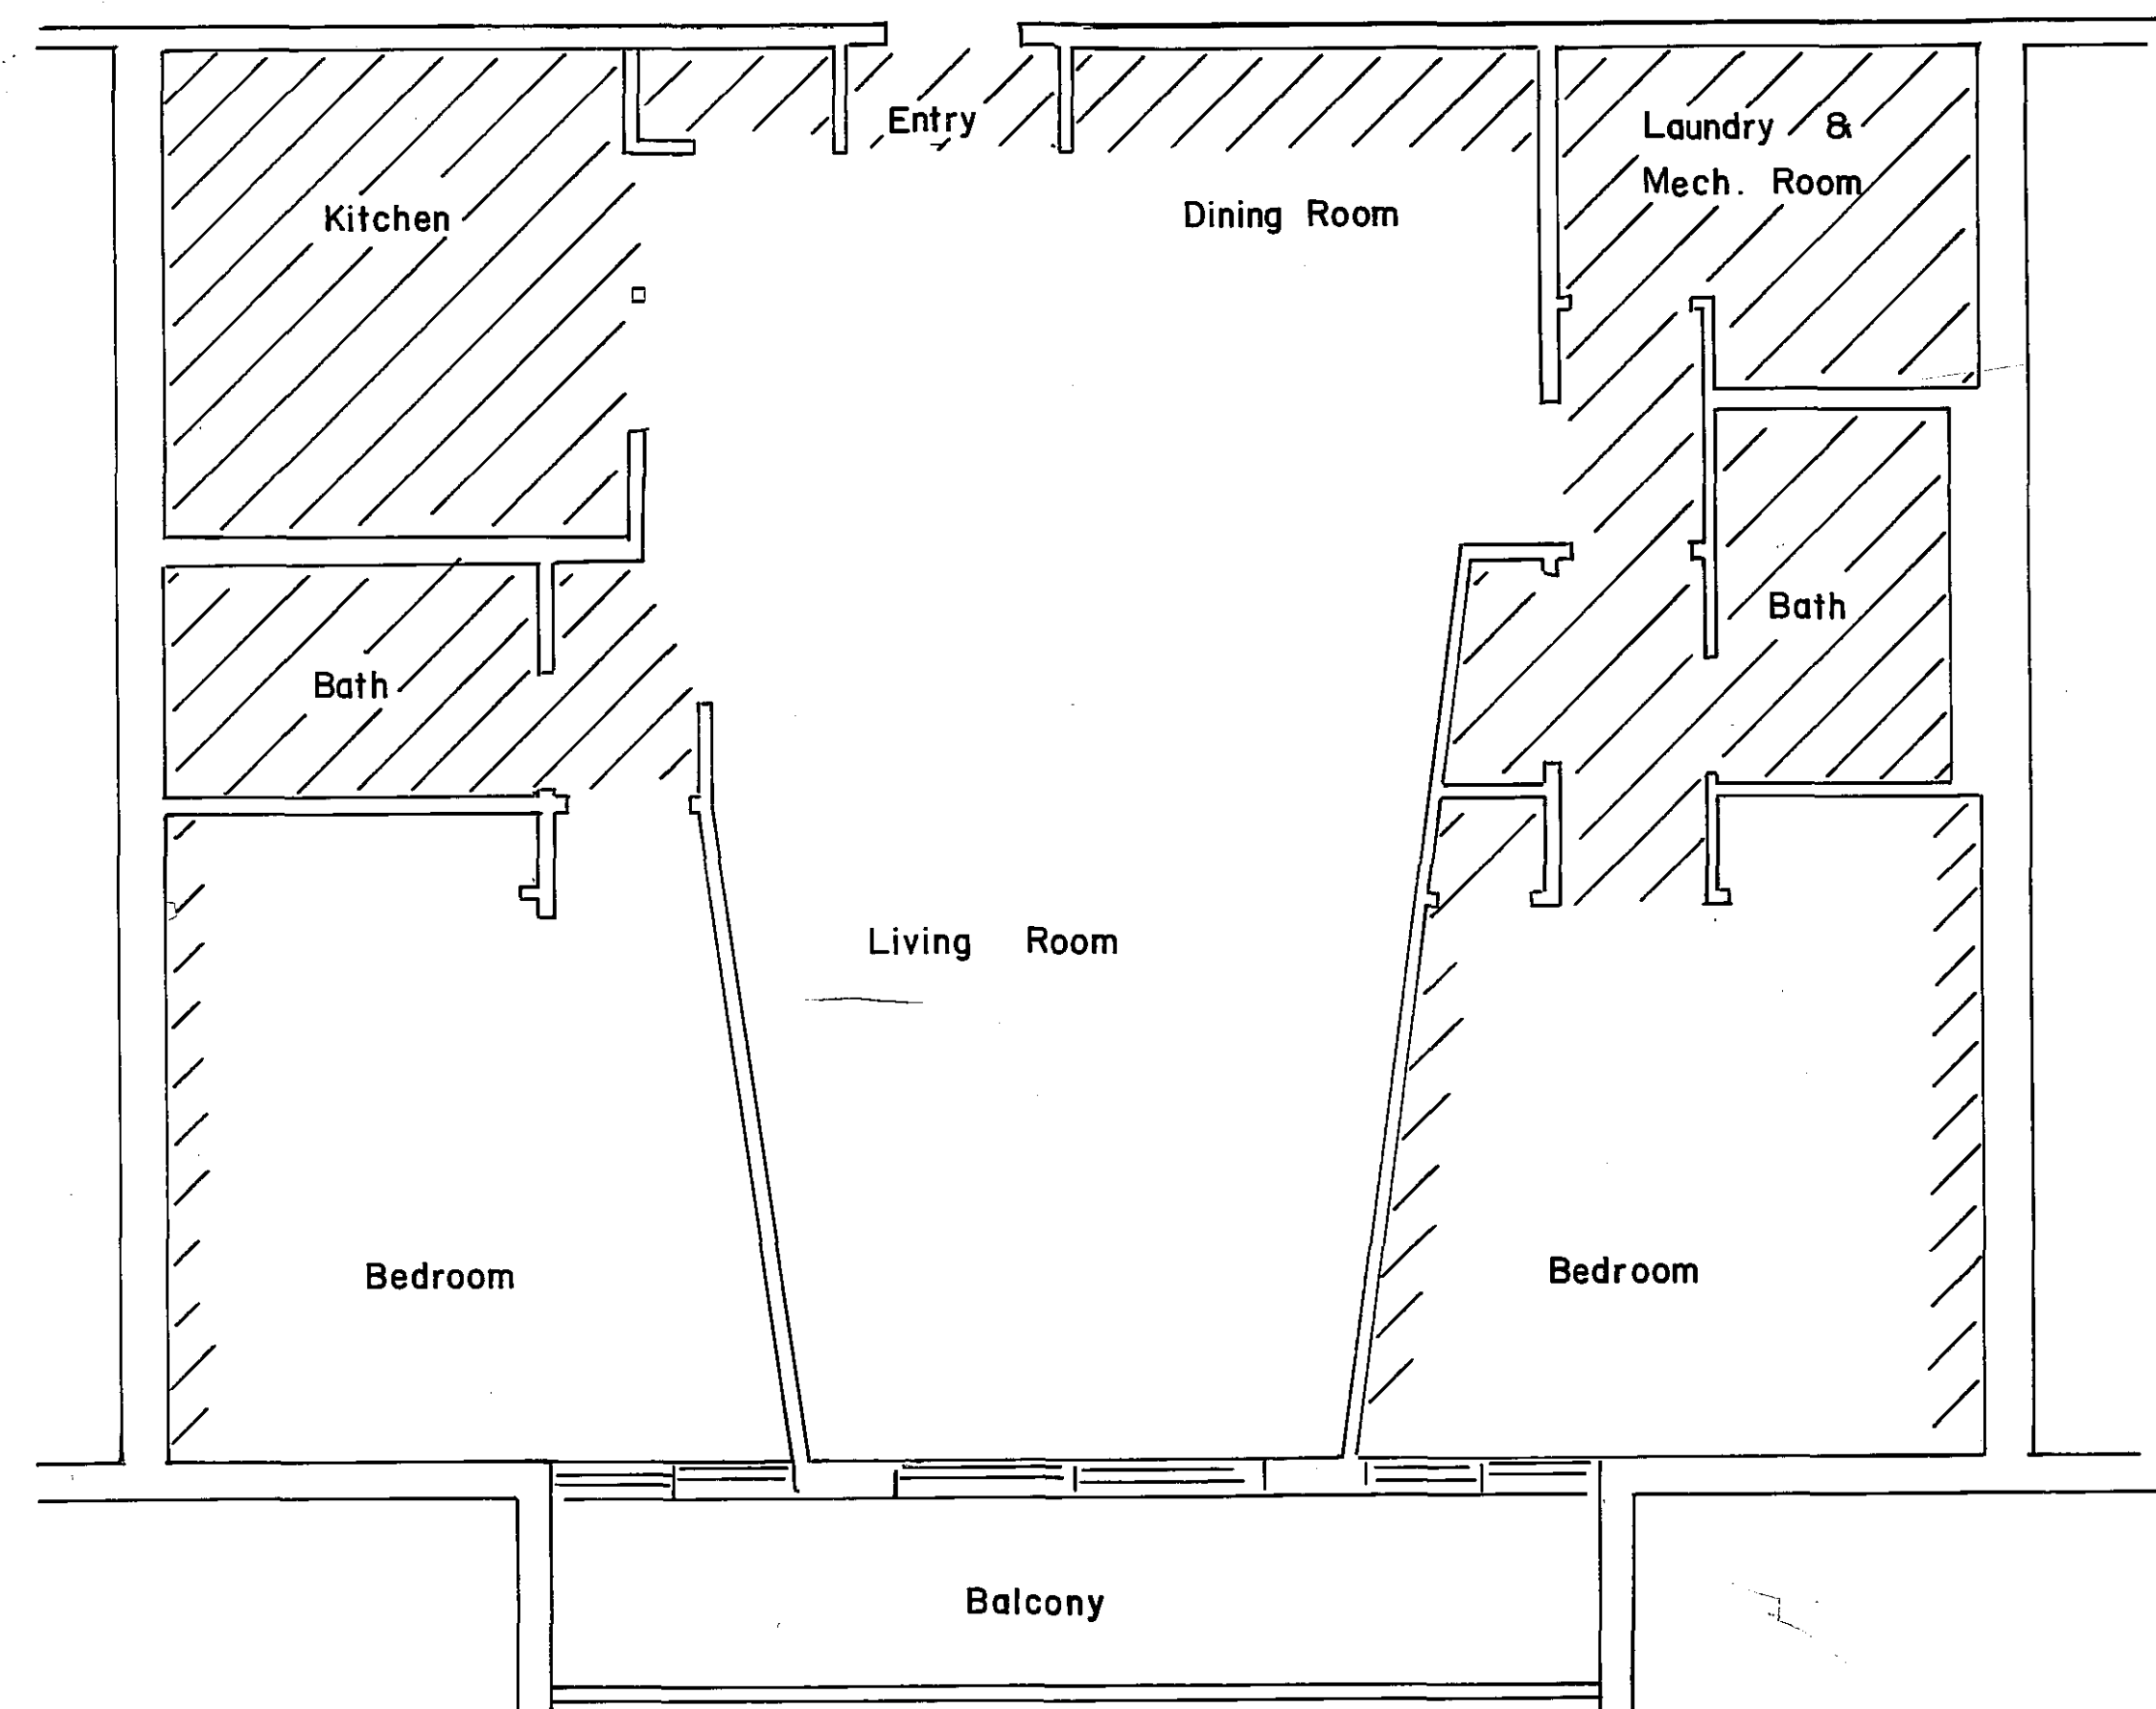 Entry
Laundry &
Mech. Room
Kitchen
Dining Room
Bath
Bath
Living Room
Bedroom
Bedroom
Balcony